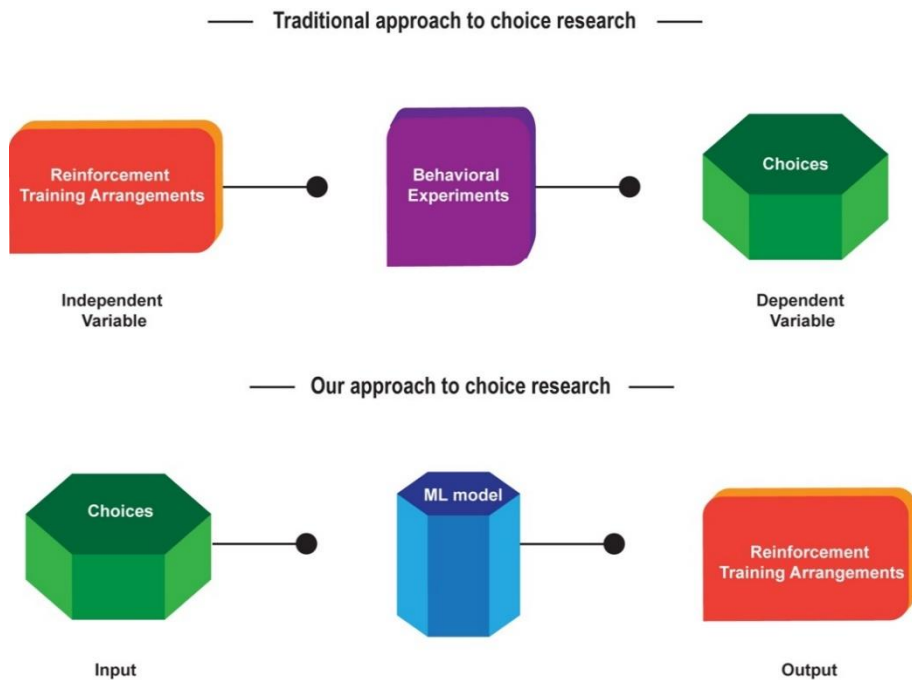 Traditional approach to choice research
Reinforcement
Training Arrangements
Behavioral
Experiments
Choices
Independent
Variable
Dependent
Variable
Our approach to choice research
Choices
ML model
Reinforcement
Training Arrangements
Input
Output